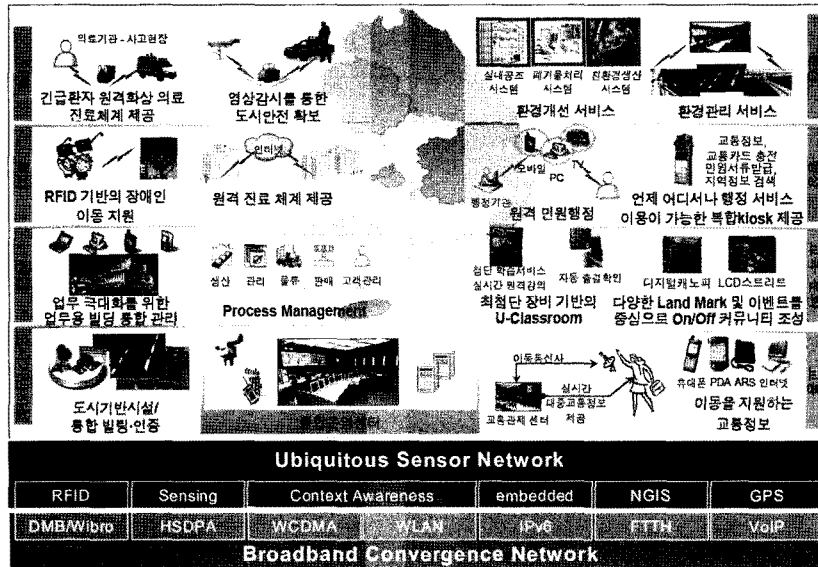 의료기관 - 사고현장
긴급환자 원격화상 의료
진료체계 제공
영상감시를 통한
도시안전 확보
실내공조
시스템
폐기물처리
시스템
친환경생산
시스템
환경개선 서비스
환경관리 서비스
RFID 기반의 장애인
이동 지원
인터넷
원격 진료 체계 제공
모바일
PC
TV
행정기관
원격 민원행정
교통정보,
교통카드 충전
민원서류발급,
지역정보 검색
언제 어디서나 행정 서비스
이용이 가능한 복합kiosk 제공
업무 극대화를 위한
업무용 빌딩 통합 관리
생산
관리
물류
판매
고객관리
Process Management
첨단 학습서비스
실시간 원격강의
자동 출결확인
최첨단 장비 기반의
U-Classroom
디지털캐노피
LCD스트리트
다양한 Land Mark 및 이벤트를
중심으로 On/Off 커뮤니티 조성
도시기반시설/
통합 빌링·인증
이동통신사
실시간
대중교통정보
제공
교통관제 센터
휴대폰 PDA ARS 인터넷
이동을 지원하는
교통정보
Ubiquitous Sensor Network
RFID
Sensing
Context Awareness
embedded
NGIS
GPS
DMB/Wibro
HSDPA
WCDMA
WLAN
IPv6
FTTH
VoIP
Broadband Convergence Network